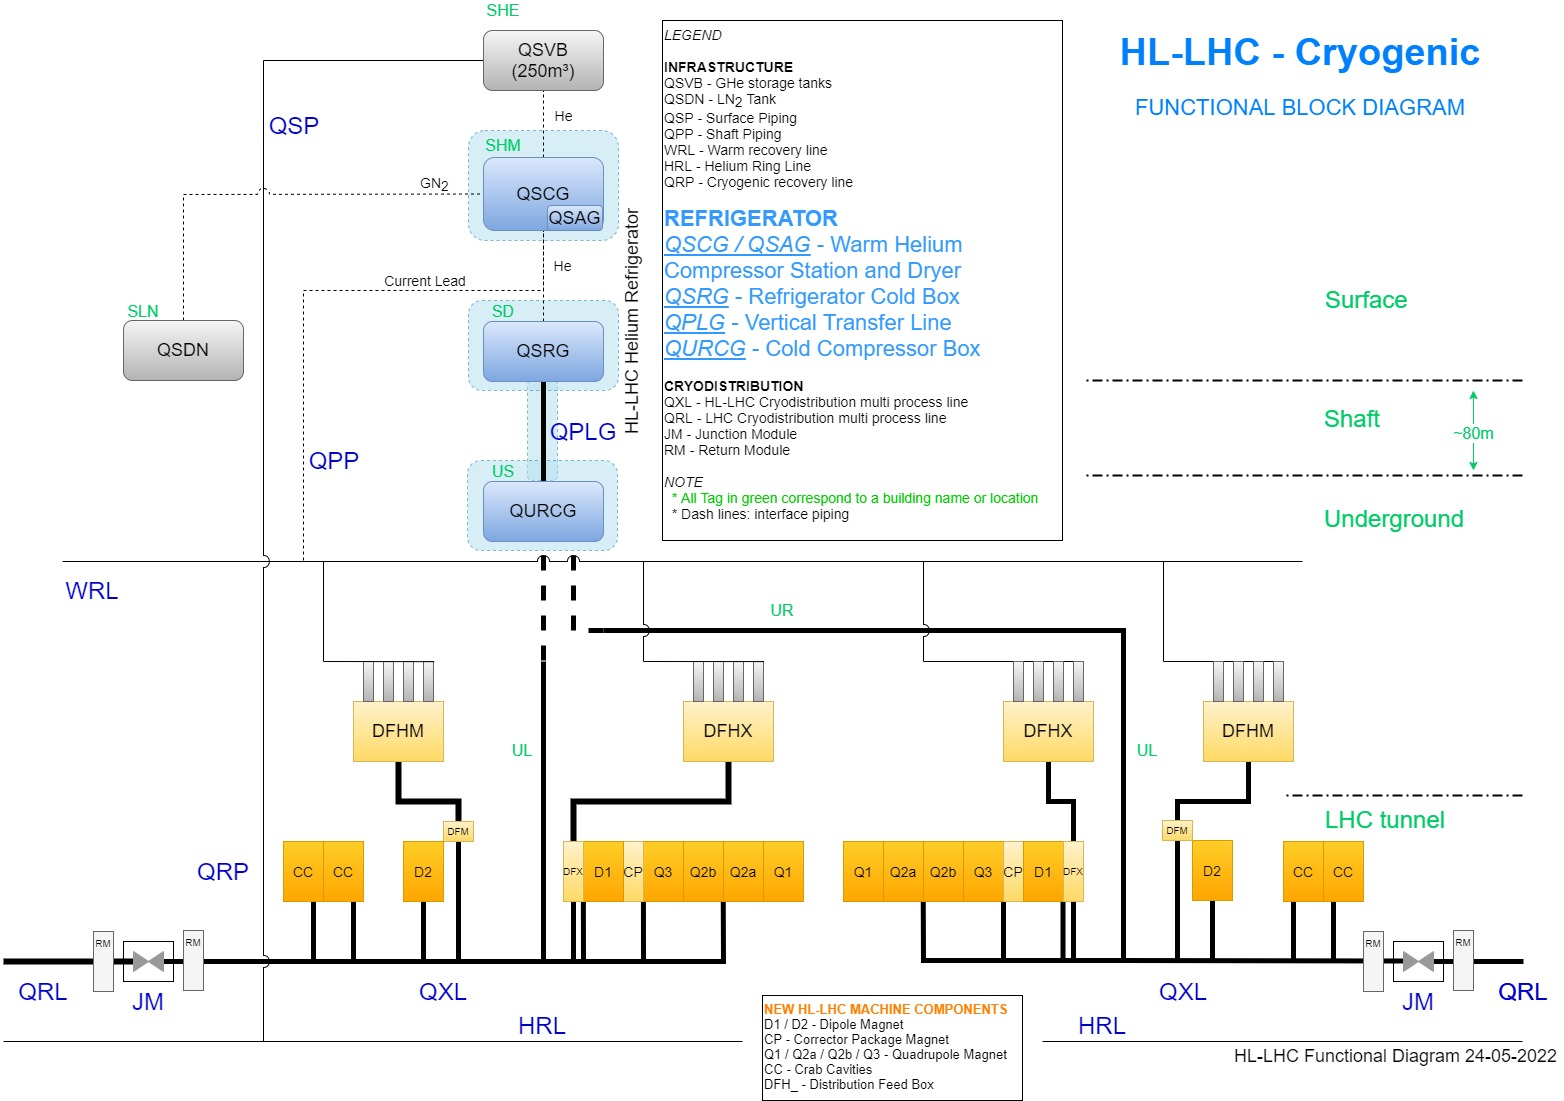 SHE
QSVB
(250m³)
HL-LHC - Cryogenic
FUNCTIONAL BLOCK DIAGRAM
LEGEND
INFRASTRUCTURE
QSVB - GHe storage tanks
QSDN - LN2 Tank
QSP - Surface Piping
QPP - Shaft Piping
WRL - Warm recovery line
HRL - Helium Ring Line
QRP - Cryogenic recovery line
REFRIGERATOR
QSCG / QSAG - Warm Helium
Compressor Station and Dryer
QSRG - Refrigerator Cold Box
QPLG - Vertical Transfer Line
QURCG - Cold Compressor Box
CRYODISTRIBUTION
QXL - HL-LHC Cryodistribution multi process line
QRL - LHC Cryodistribution multi process line
JM - Junction Module
RM - Return Module
NOTE
* All Tag in green correspond to a building name or location
* Dash lines: interface piping
QSP
He
SHM
GN2
QSCG
QSAG
HL-LHC Helium Refrigerator
He
Current Lead
SLN
QSDN
SD
QSRG
QPLG
QPP
US
QURCG
Surface
Shaft
~80m
Underground
WRL
UR
DFHM
DFHX
DFHX
DFHM
UL
UL
LHC tunnel
DFM
DFM
QRP
CC
CC
D2
DFX
D1
CP
Q3
Q2b
Q2a
Q1
Q1
Q2a
Q2b
Q3
CP
D1
DFX
D2
CC
CC
RM
RM
RM
RM
QRL
JM
QXL
QXL
JM
QRL
HRL
HRL
NEW HL-LHC MACHINE COMPONENTS
D1 / D2 - Dipole Magnet
CP - Corrector Package Magnet
Q1 / Q2a / Q2b / Q3 - Quadrupole Magnet
CC - Crab Cavities
DFH_ - Distribution Feed Box
HL-LHC Functional Diagram 24-05-2022